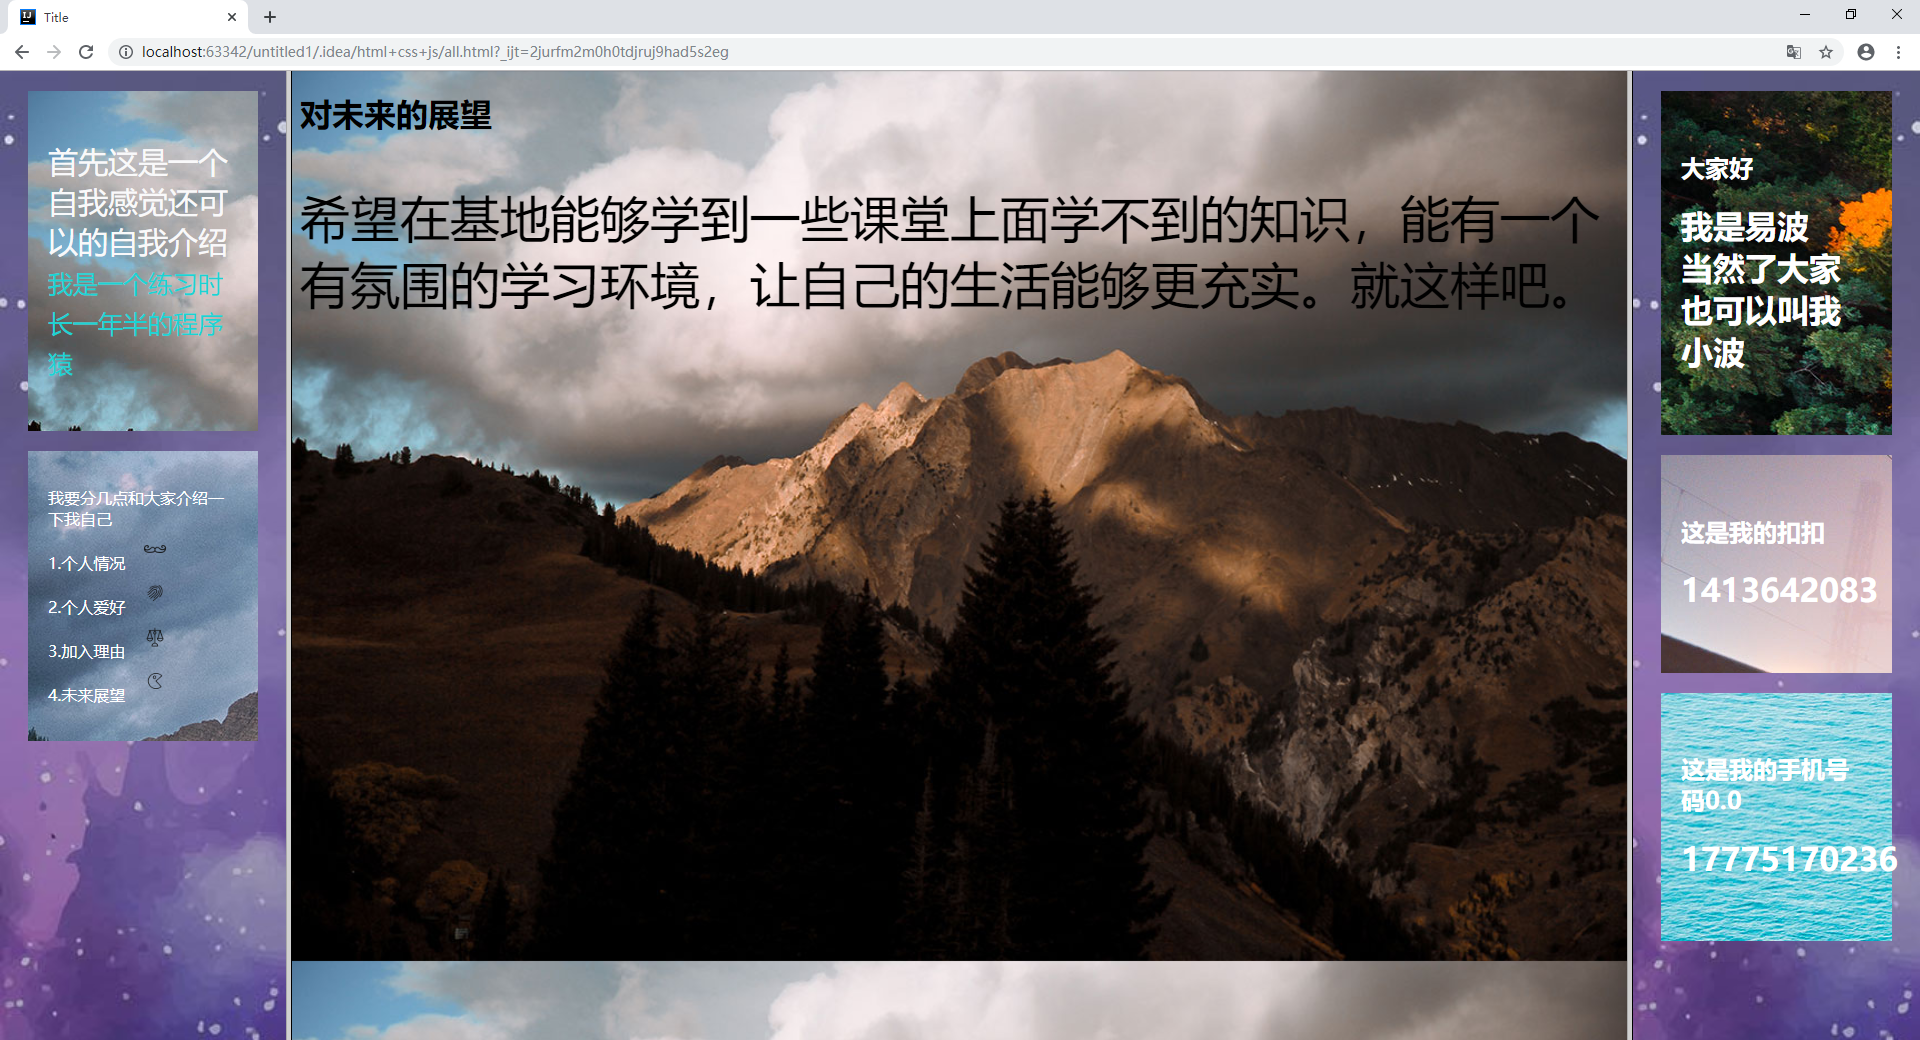 Title
localhost:63342/untitled1/.idea/html+css+js/all.html?_ijt=2jurfm2m0h0tdjruj9had5s2eg
首先这是一个
自我感觉还可
以的自我介绍
我是一个练习时
长一年半的程序
猿
我要分几点和大家介绍一
下我自己
1.个人情况
2.个人爱好
3.加入理由
4.未来展望
对未来的展望
希望在基地能够学到一些课堂上面学不到的知识，能有一个
有氛围的学习环境，让自己的生活能够更充实。就这样吧。
大家好
我是易波
当然了大家
也可以叫我
小波
这是我的扣扣
1413642083
这是我的手机号
码0.0
17775170236